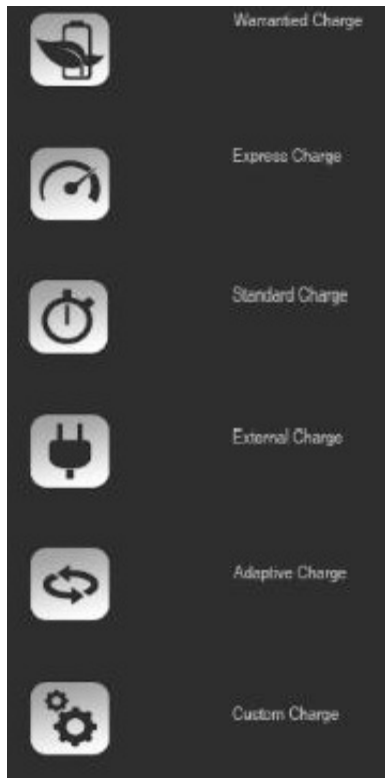 Warrantied Charge
Express Charge
Standard Charge
External Charge
Adaptive Charge
Custom Charge